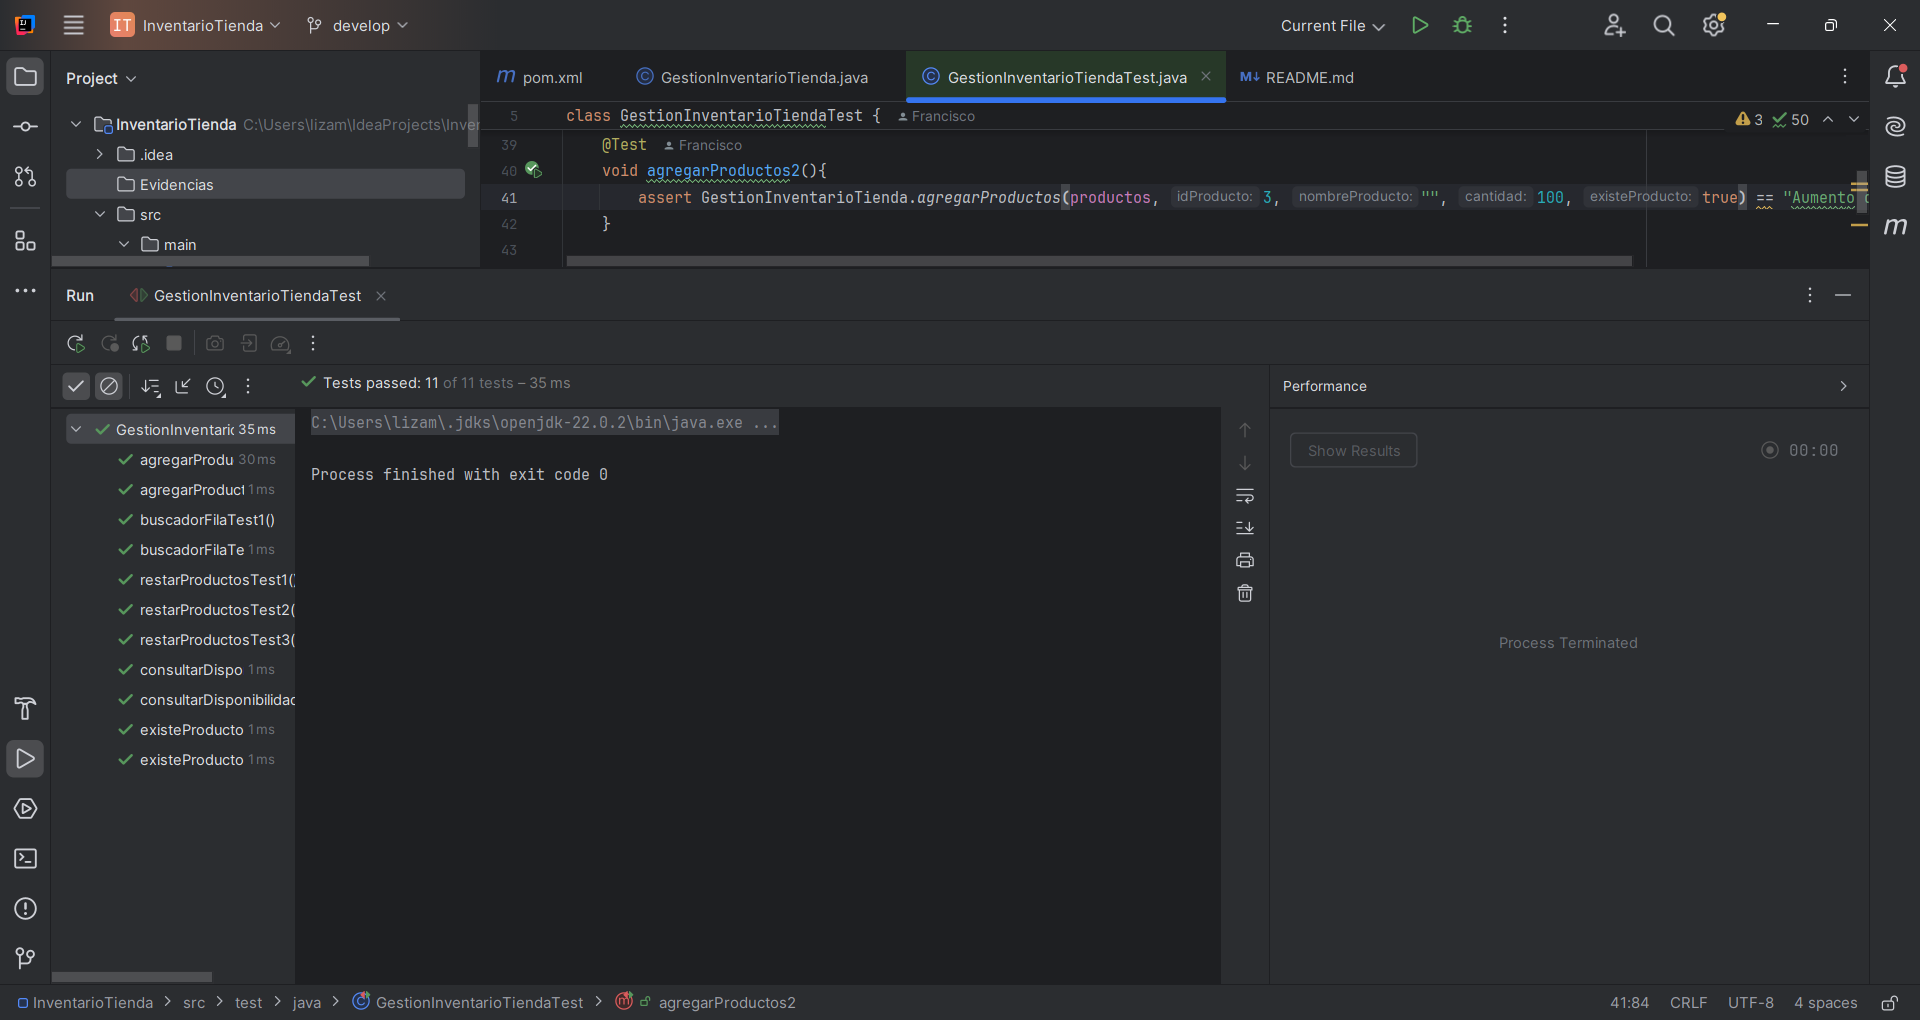 IT InventarioTienda develop Current File
Project
pom.xml GestionInventarioTienda.java GestionInventarioTiendaTest.java README.md
InventarioTienda C:\Users\lizam\IdeaProjects\Inver
.idea
Evidencias
src
main
5 class GestionInventarioTiendaTest { Francisco
3 50
39 @Test Francisco
40 void agregarProductos2(){
41 assert GestionInventarioTienda.agregarProductos(productos, idProducto: 3, nombreProducto: "", cantidad: 100, existeProducto: true) == "Aumento
42 }
43
Run GestionInventarioTiendaTest
Tests passed: 11 of 11 tests – 35 ms
Performance
GestionInventaric 35 ms
agregarProdu 30 ms
agregarProduct 1 ms
buscadorFilaTest1()
buscadorFilaTe 1 ms
restarProductosTest1()
restarProductosTest2(
restarProductosTest3(
consultarDispo 1 ms
consultarDisponibilidad
existeProducto 1 ms
existeProducto 1 ms
C:\Users\lizam\.jdks\openjdk-22.0.2\bin\java.exe ...
Process finished with exit code 0
Show Results 00:00
Process Terminated
InventarioTienda > src > test > java > GestionInventarioTiendaTest > agregarProductos2
41:84 CRLF UTF-8 4 spaces